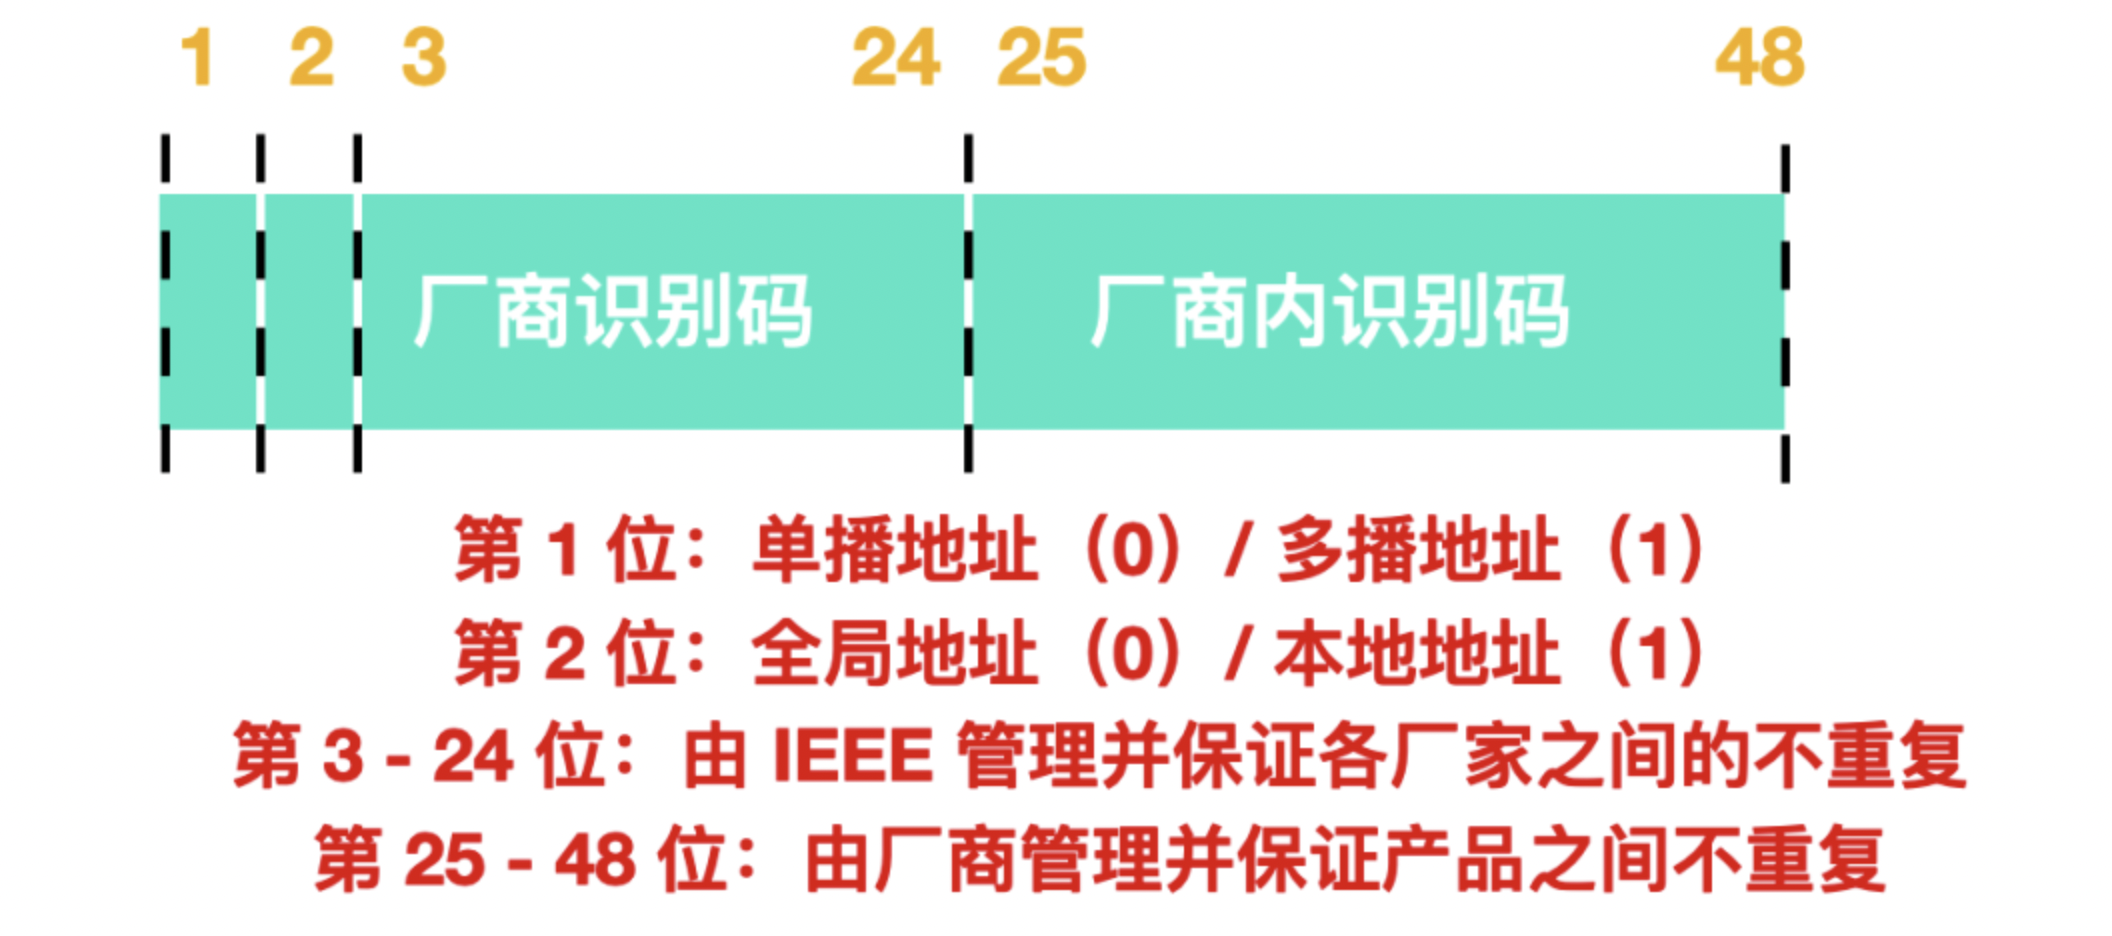 1 2 3 24 25 48
厂商识别码 厂商内识别码
第 1 位：单播地址（0）/ 多播地址（1）
第 2 位：全局地址（0）/ 本地地址（1）
第 3 - 24 位：由 IEEE 管理并保证各厂家之间的不重复
第 25 - 48 位：由厂商管理并保证产品之间不重复